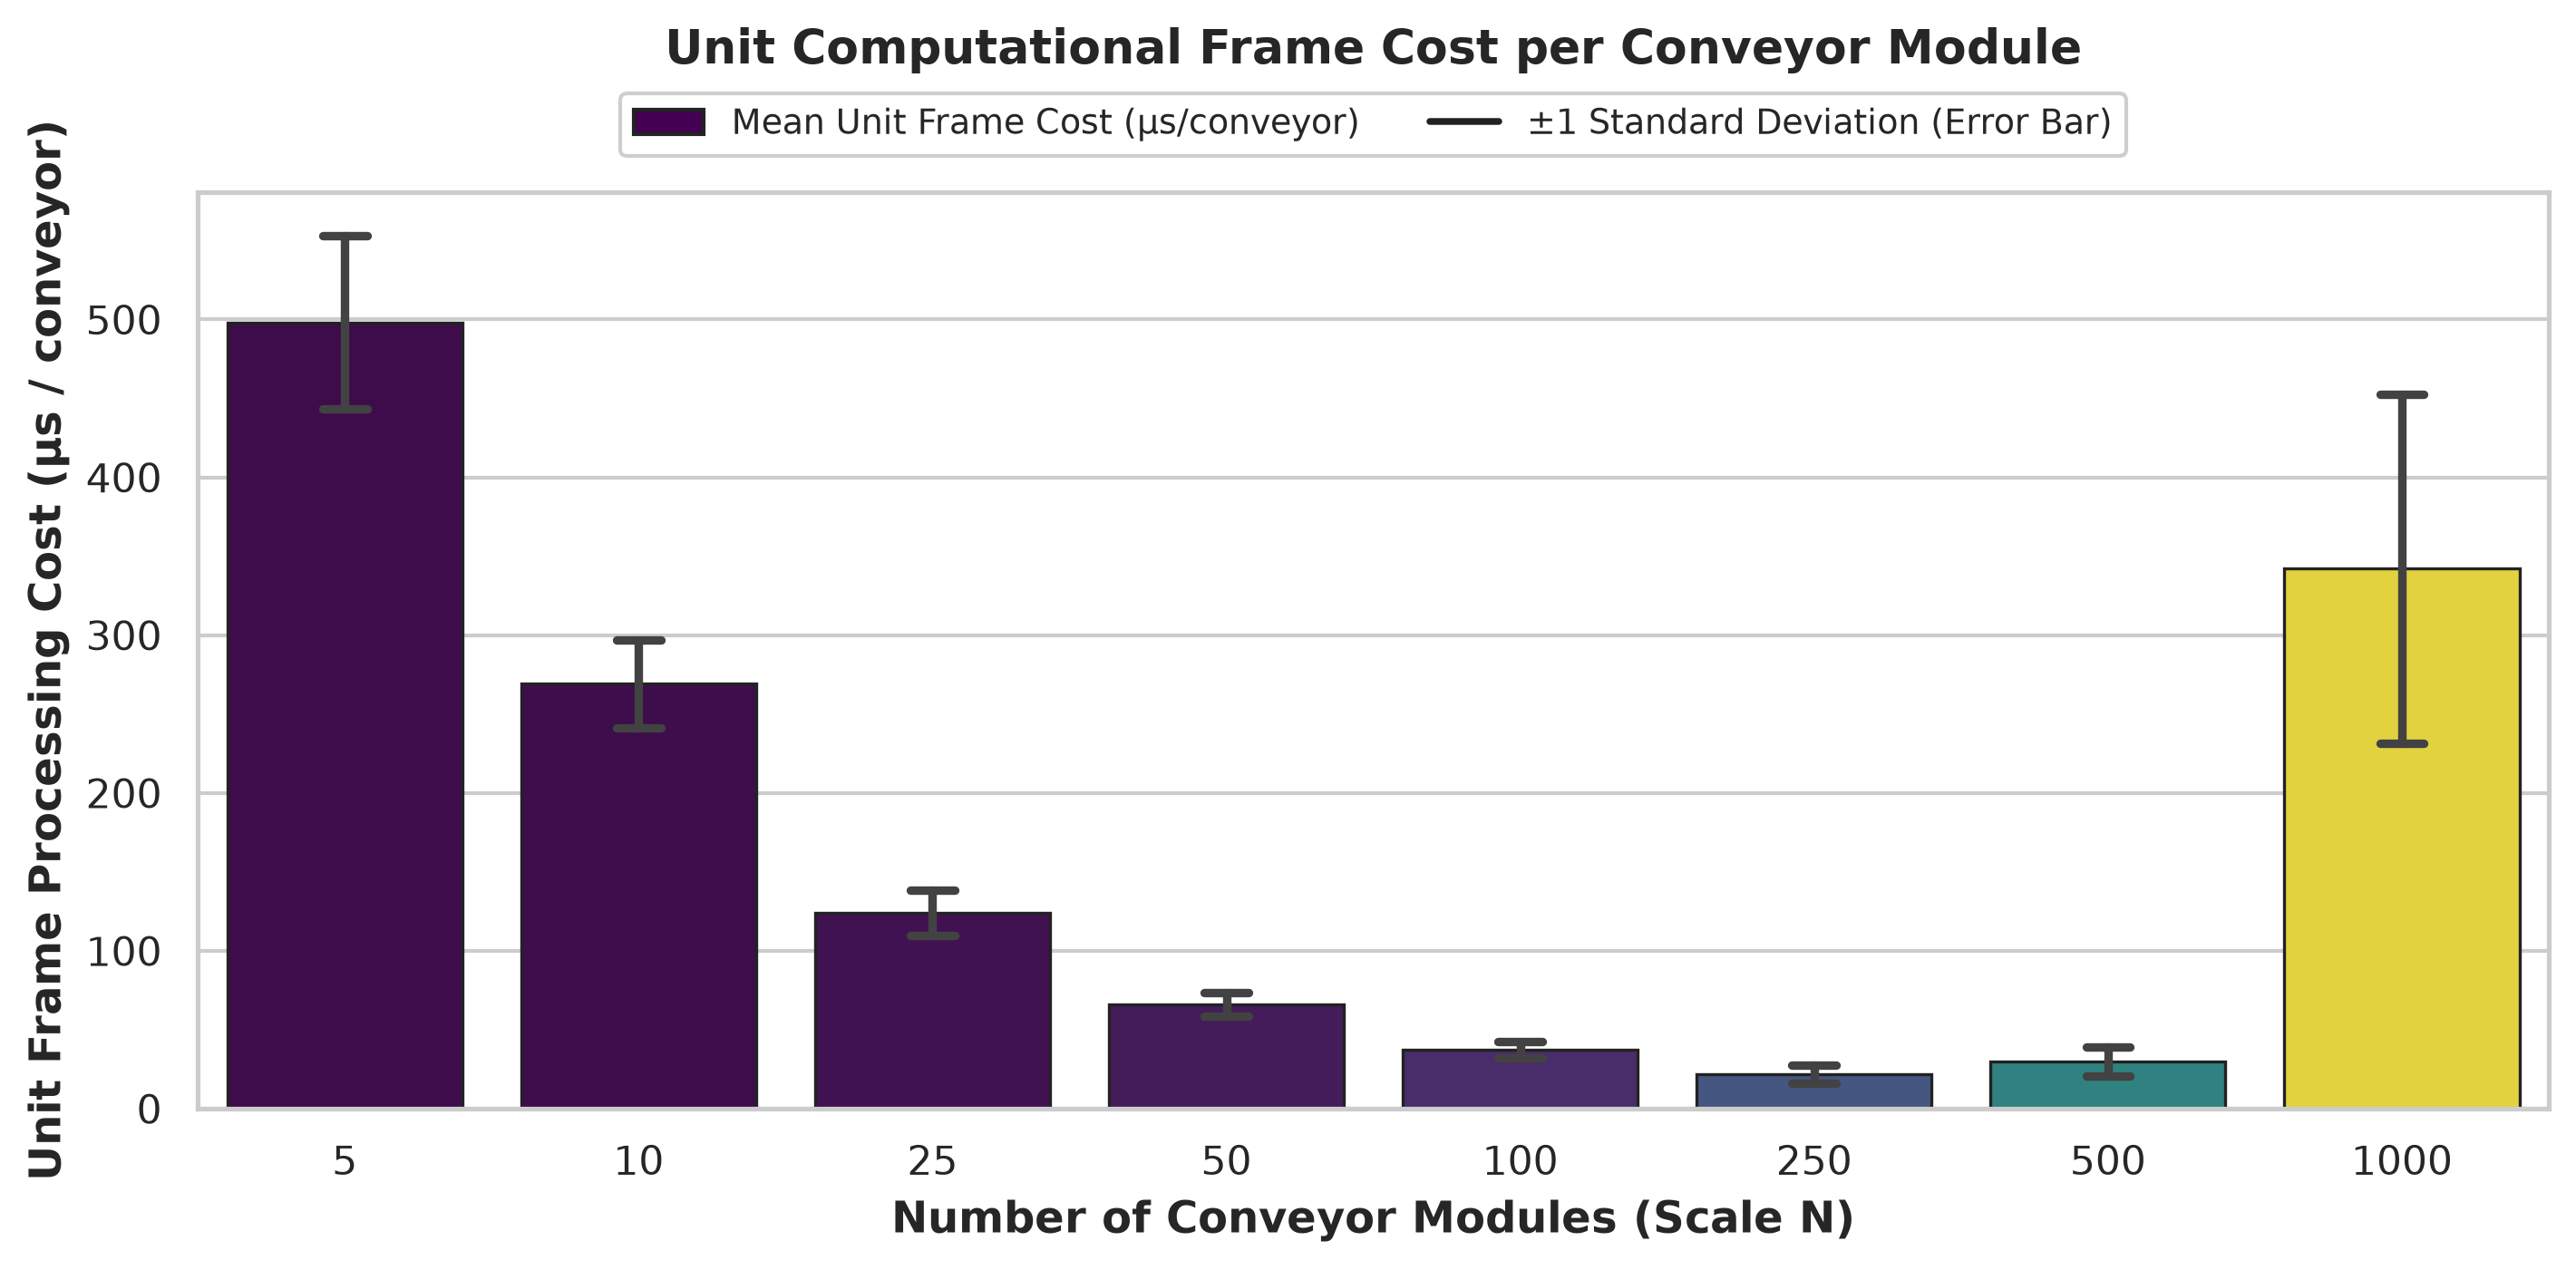 Unit Computational Frame Cost per Conveyor Module
Mean Unit Frame Cost (µs/conveyor)
±1 Standard Deviation (Error Bar)
Unit Frame Processing Cost (µs / conveyor)
500
400
300
200
100
0
5 10 25 50 100 250 500 1000
Number of Conveyor Modules (Scale N)